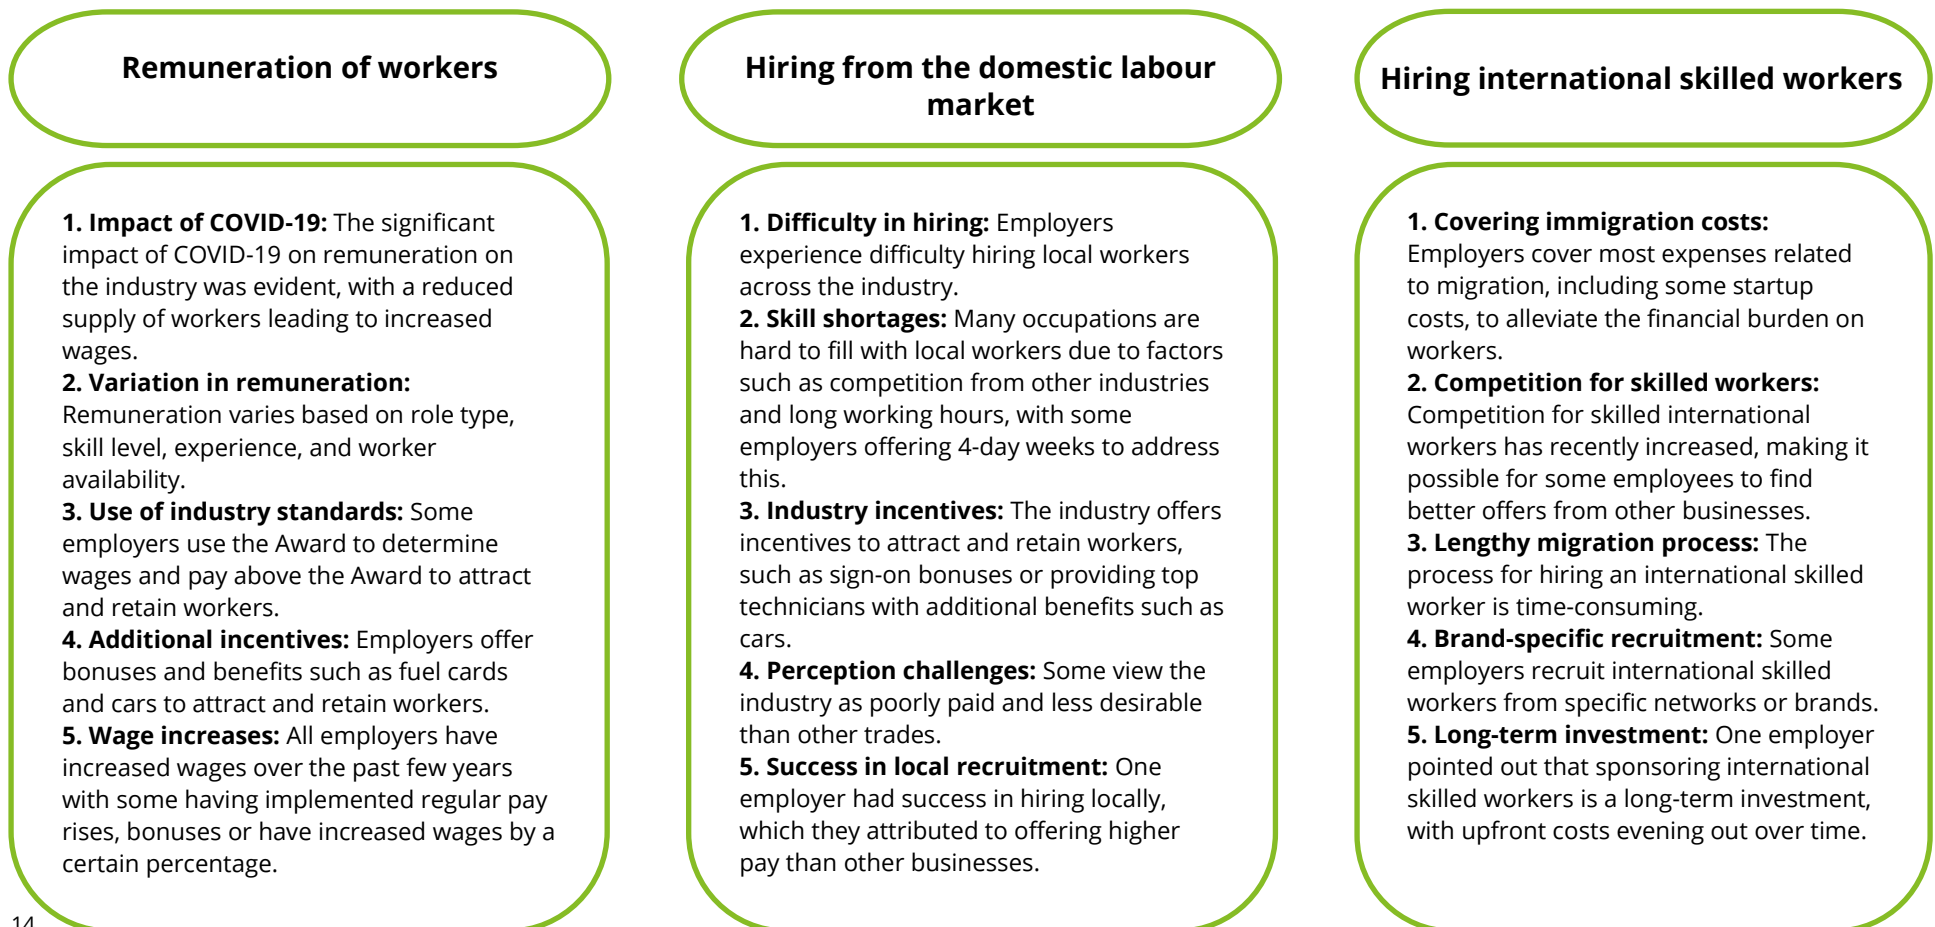 Remuneration of workers
1. Impact of COVID-19: The significant
impact of COVID-19 on remuneration on
the industry was evident, with a reduced
supply of workers leading to increased
wages.
2. Variation in remuneration:
Remuneration varies based on role type,
skill level, experience, and worker
availability.
3. Use of industry standards: Some
employers use the Award to determine
wages and pay above the Award to attract
and retain workers.
4. Additional incentives: Employers offer
bonuses and benefits such as fuel cards
and cars to attract and retain workers.
5. Wage increases: All employers have
increased wages over the past few years
with some having implemented regular pay
rises, bonuses or have increased wages by a
certain percentage.
Hiring from the domestic labour
market
1. Difficulty in hiring: Employers
experience difficulty hiring local workers
across the industry.
2. Skill shortages: Many occupations are
hard to fill with local workers due to factors
such as competition from other industries
and long working hours, with some
employers offering 4-day weeks to address
this.
3. Industry incentives: The industry offers
incentives to attract and retain workers,
such as sign-on bonuses or providing top
technicians with additional benefits such as
cars.
4. Perception challenges: Some view the
industry as poorly paid and less desirable
than other trades.
5. Success in local recruitment: One
employer had success in hiring locally,
which they attributed to offering higher
pay than other businesses.
Hiring international skilled workers
1. Covering immigration costs:
Employers cover most expenses related
to migration, including some startup
costs, to alleviate the financial burden on
workers.
2. Competition for skilled workers:
Competition for skilled international
workers has recently increased, making it
possible for some employees to find
better offers from other businesses.
3. Lengthy migration process: The
process for hiring an international skilled
worker is time-consuming.
4. Brand-specific recruitment: Some
employers recruit international skilled
workers from specific networks or brands.
5. Long-term investment: One employer
pointed out that sponsoring international
skilled workers is a long-term investment,
with upfront costs evening out over time.
14